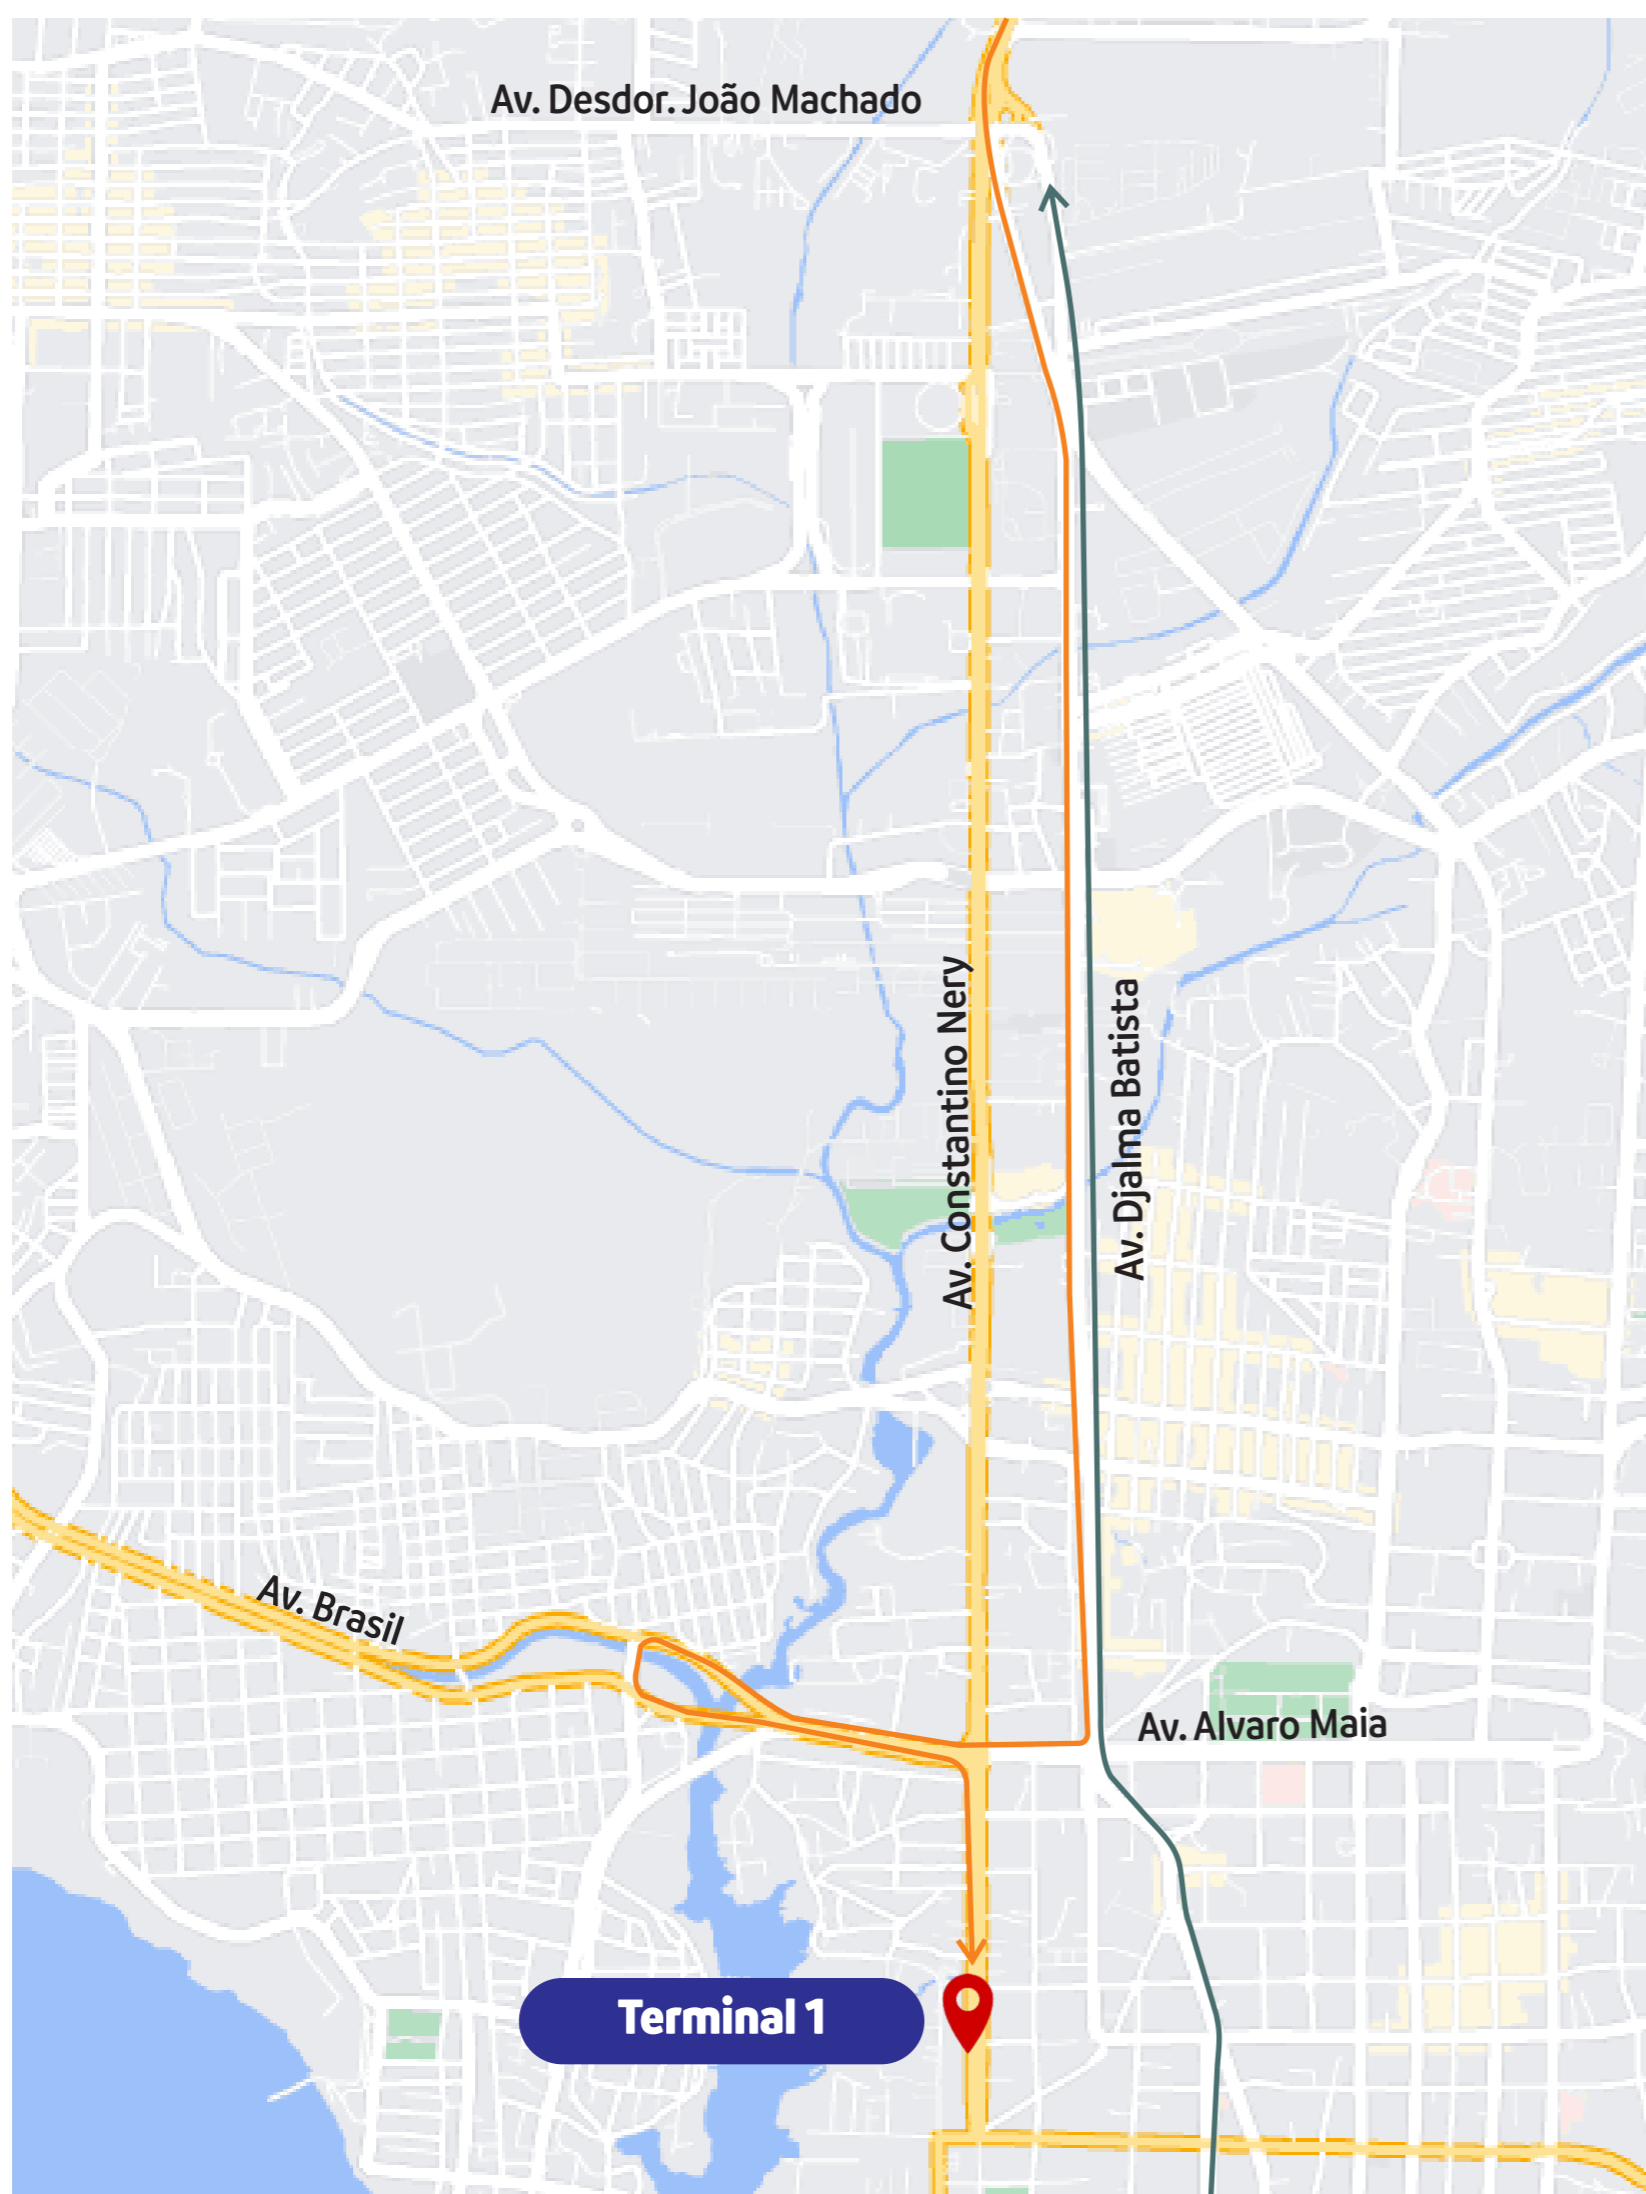 Av. Desdor. João Machado
Av. Constantino Nery
Av. Djalma Batista
Av. Brasil
Av. Alvaro Maia
Terminal 1